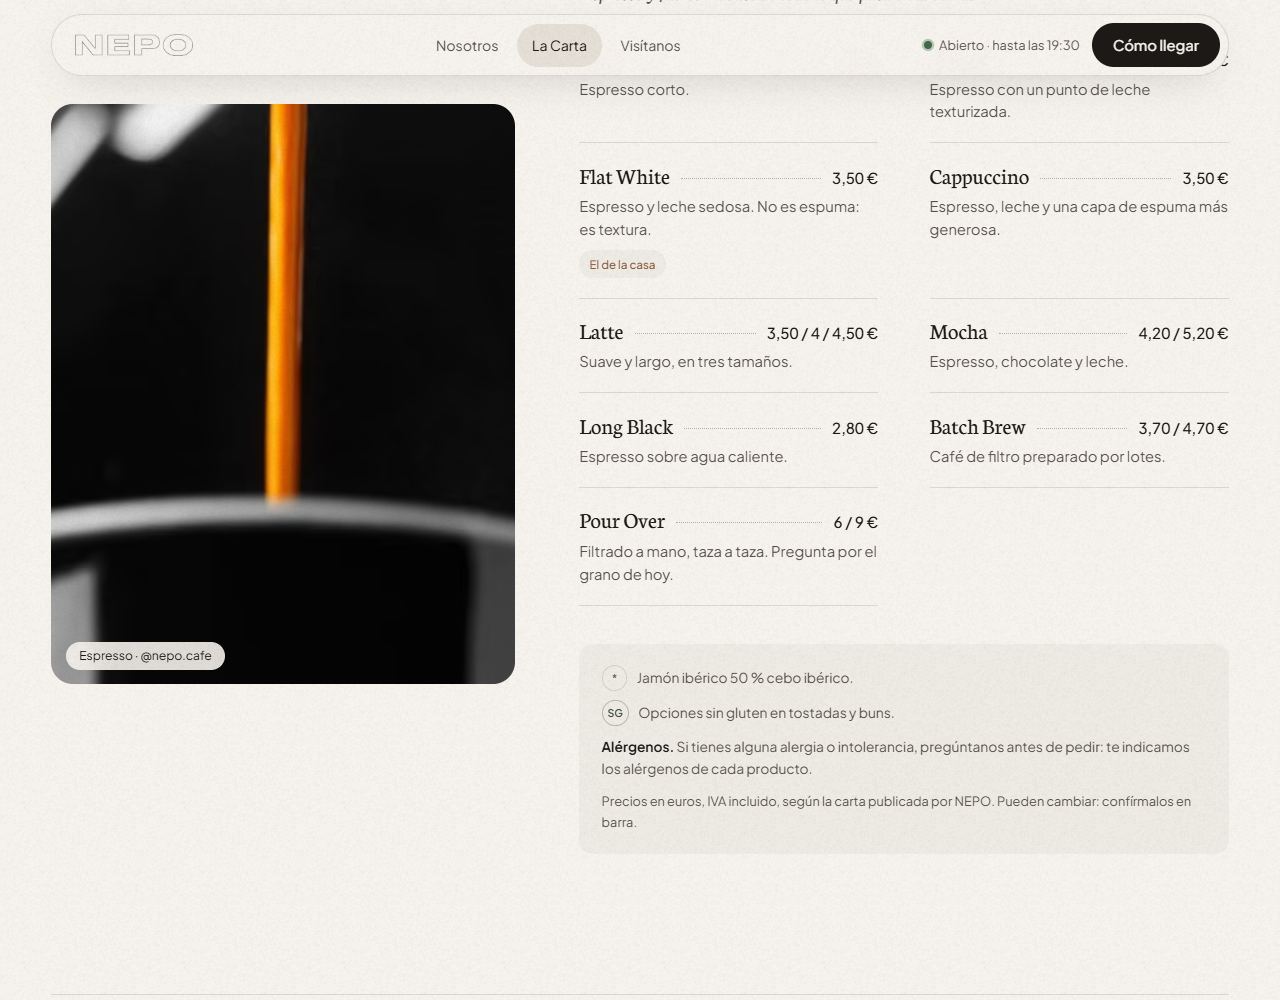 NEPO
Nosotros
La Carta
Visítanos
Abierto · hasta las 19:30
Cómo llegar
Espresso corto.
Espresso con un punto de leche
texturizada.
Flat White 3,50 €
Espresso y leche sedosa. No es espuma:
es textura.
El de la casa
Cappuccino 3,50 €
Espresso, leche y una capa de espuma más
generosa.
Latte 3,50 / 4 / 4,50 €
Suave y largo, en tres tamaños.
Mocha 4,20 / 5,20 €
Espresso, chocolate y leche.
Long Black 2,80 €
Espresso sobre agua caliente.
Batch Brew 3,70 / 4,70 €
Café de filtro preparado por lotes.
Pour Over 6 / 9 €
Filtrado a mano, taza a taza. Pregunta por el
grano de hoy.
Espresso · @nepo.cafe
* Jamón ibérico 50 % cebo ibérico.
SG Opciones sin gluten en tostadas y buns.
Alérgenos. Si tienes alguna alergia o intolerancia, pregúntanos antes de pedir: te indicamos
los alérgenos de cada producto.
Precios en euros, IVA incluido, según la carta publicada por NEPO. Pueden cambiar: confírmalos en
barra.